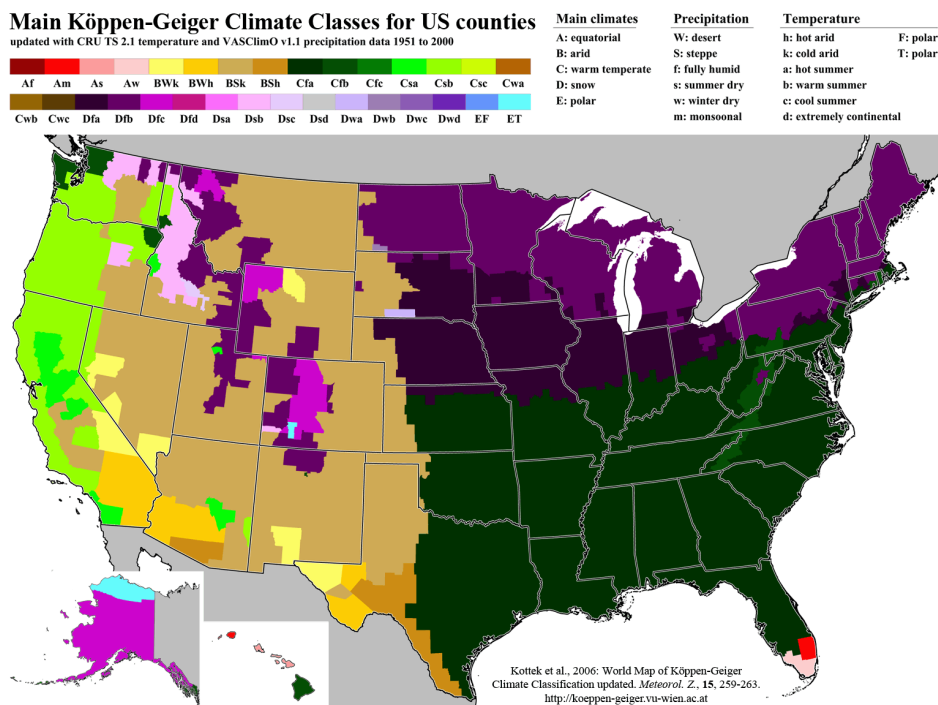 Main Köppen-Geiger Climate Classes for US counties
updated with CRU TS 2.1 temperature and VASClimO v1.1 precipitation data 1951 to 2000
Af Am As Aw BWk BWh BSk BSh Cfa Cfb Cfc Csa Csb Csc Cwa
Cwb Cwc Dfa Dfb Dfc Dfd Dsa Dsb Dsc Dsd Dwa Dwb Dwc Dwd EF ET
Main climates
A: equatorial
B: arid
C: warm temperate
D: snow
E: polar
Precipitation
W: desert
S: steppe
f: fully humid
s: summer dry
w: winter dry
m: monsoonal
Temperature
h: hot arid F: polar
k: cold arid T: polar
a: hot summer
b: warm summer
c: cool summer
d: extremely continental
Kottek et al., 2006: World Map of Köppen-Geiger
Climate Classification updated. Meteorol. Z., 15, 259-263.
http://koeppen-geiger.vu-wien.ac.at